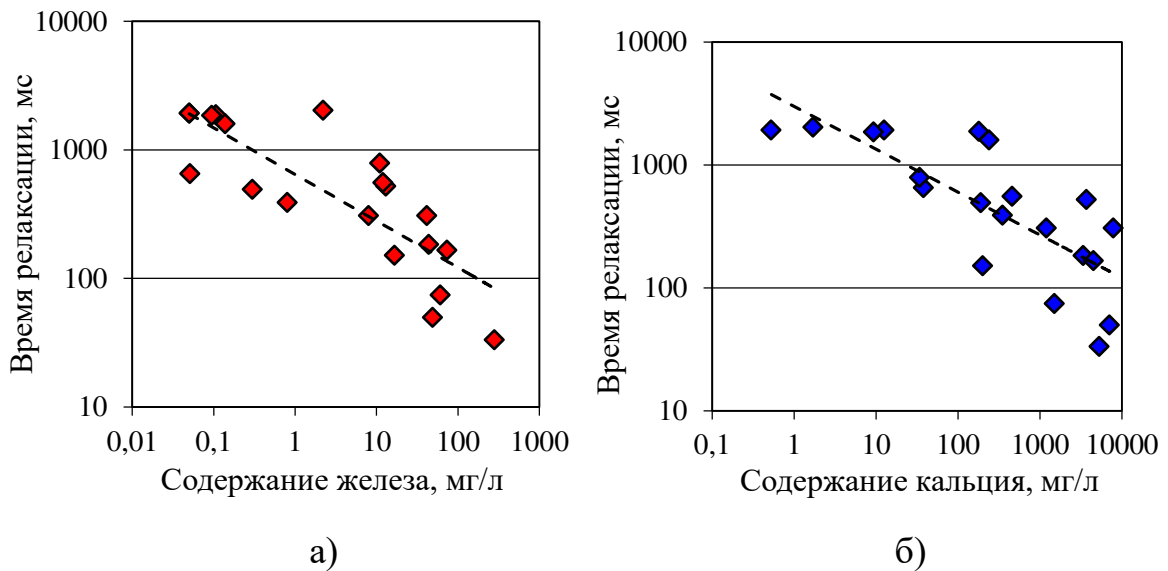 10000
1000
100
10
0,01 0,1 1 10 100 1000
Время релаксации, мс
Содержание железа, мг/л
а)
10000
1000
100
10
0,1 1 10 100 1000 10000
Время релаксации, мс
Содержание кальция, мг/л
б)